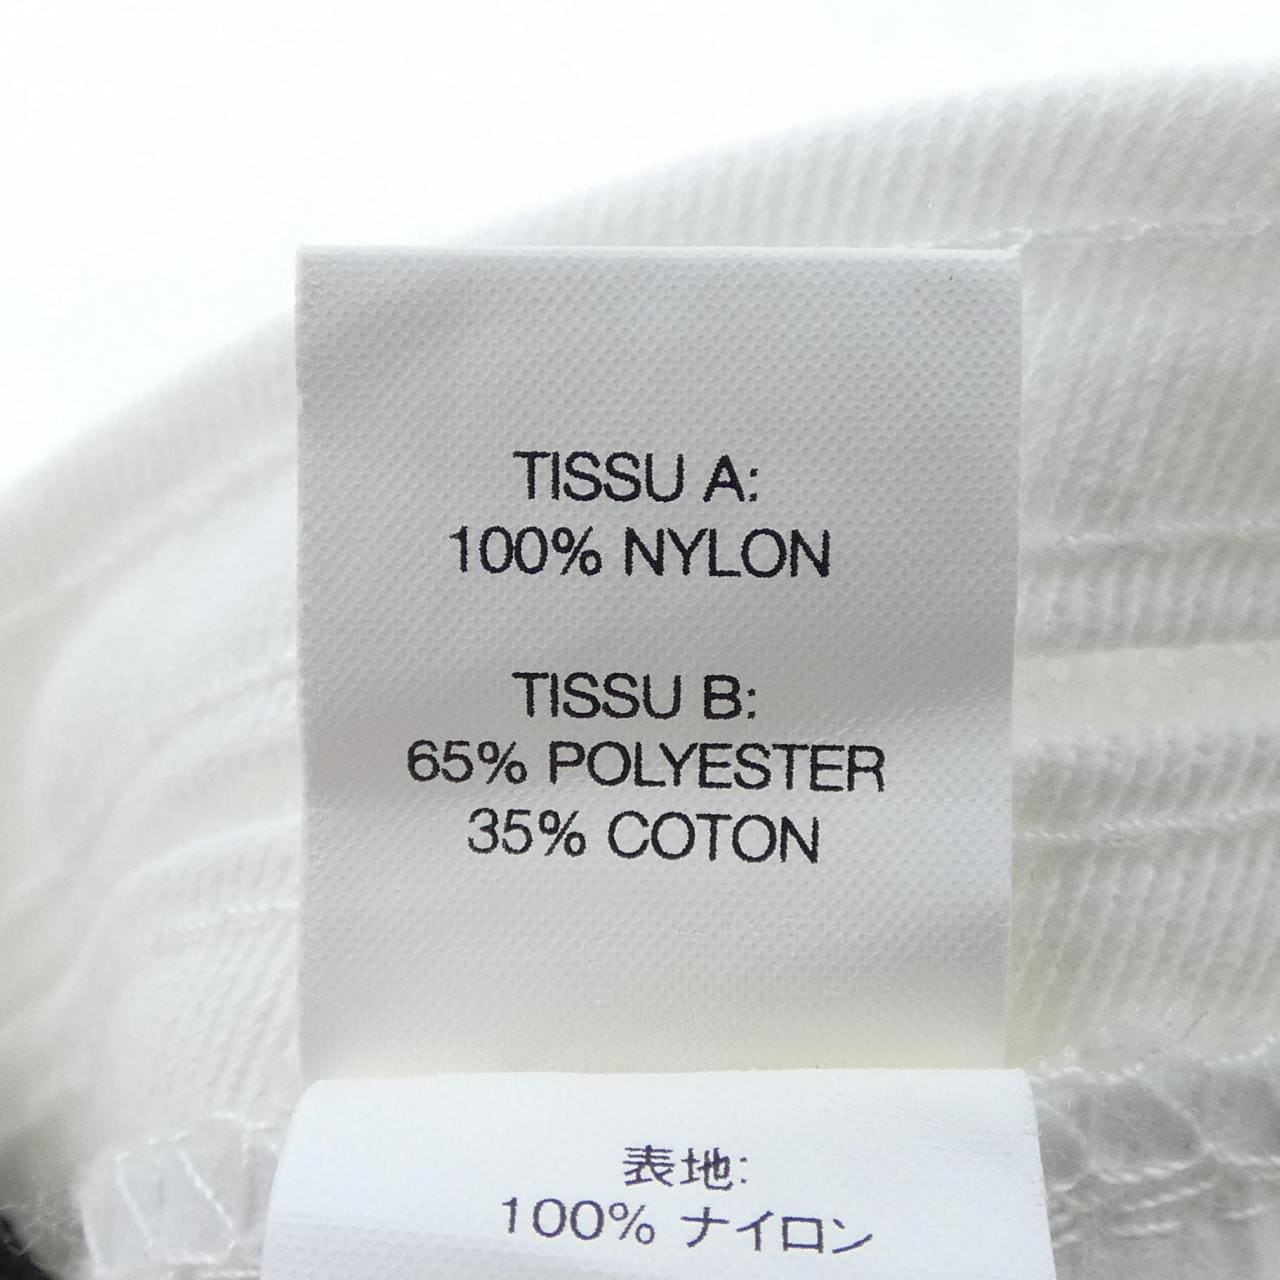 TISSU A:
100% NYLON
TISSU B:
65% POLYESTER
35% COTON
表地:
100% ナイロン